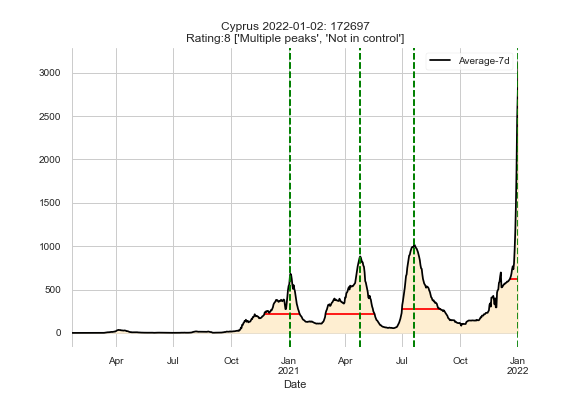 Cyprus 2022-01-02: 172697
Rating:8 ['Multiple peaks', 'Not in control']
Average-7d
3000
2500
2000
1500
1000
500
0
Apr
Jul
Oct
Jan
2021
Apr
Jul
Oct
Jan
2022
Date